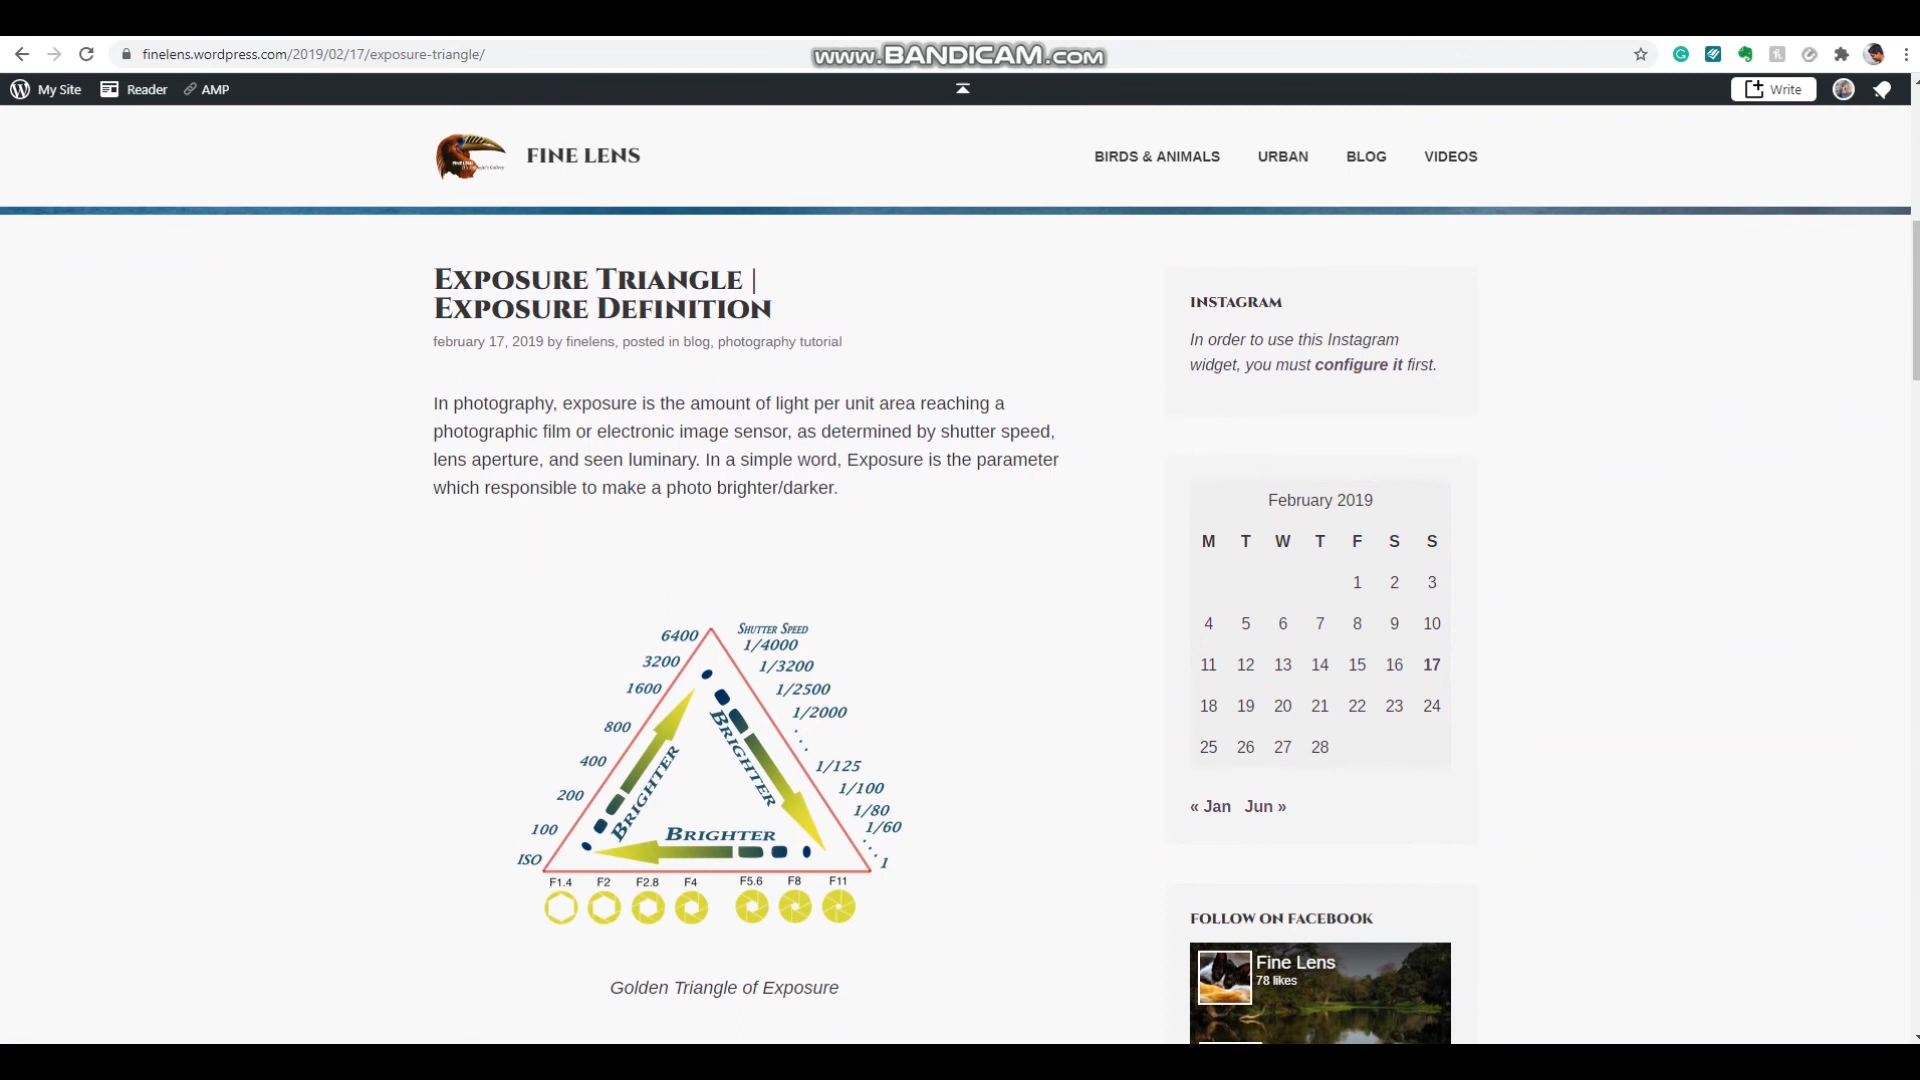 finelens.wordpress.com/2019/02/17/exposure-triangle/
www.BANDICAM.com
My Site
Reader
AMP
Write
FINE LENS
BIRDS & ANIMALS
URBAN
BLOG
VIDEOS
EXPOSURE TRIANGLE |
EXPOSURE DEFINITION
february 17, 2019 by finelens, posted in blog, photography tutorial
In photography, exposure is the amount of light per unit area reaching a
photographic film or electronic image sensor, as determined by shutter speed,
lens aperture, and seen luminary. In a simple word, Exposure is the parameter
which responsible to make a photo brighter/darker.
6400
3200
1600
800
400
200
100
ISO
SHUTTER SPEED
1/4000
1/3200
1/2500
1/2000
1/125
1/100
1/80
1/60
1
BRIGHTER
BRIGHTER
BRIGHTER
F1.4 F2 F2.8 F4 F5.6 F8 F11
Golden Triangle of Exposure
INSTAGRAM
In order to use this Instagram
widget, you must configure it first.
February 2019
M T W T F S S
1 2 3
4 5 6 7 8 9 10
11 12 13 14 15 16 17
18 19 20 21 22 23 24
25 26 27 28
« Jan Jun »
FOLLOW ON FACEBOOK
Fine Lens
78 likes